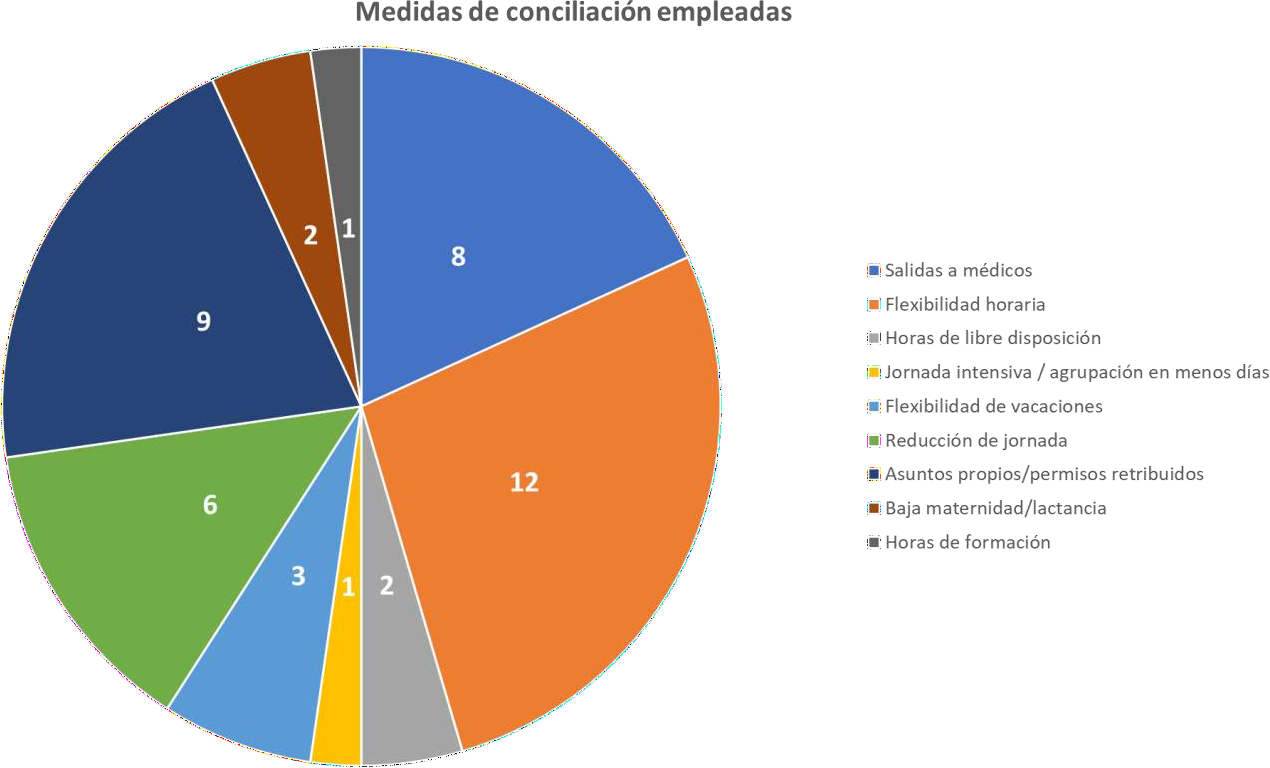 Medidas de conciliación empleadas
2
1
8
9
12
6
3
1
2
Salidas a médicos
Flexibilidad horaria
Horas de libre disposición
Jornada intensiva / agrupación en menos días
Flexibilidad de vacaciones
Reducción de jornada
Asuntos propios/permisos retribuidos
Baja maternidad/lactancia
Horas de formación